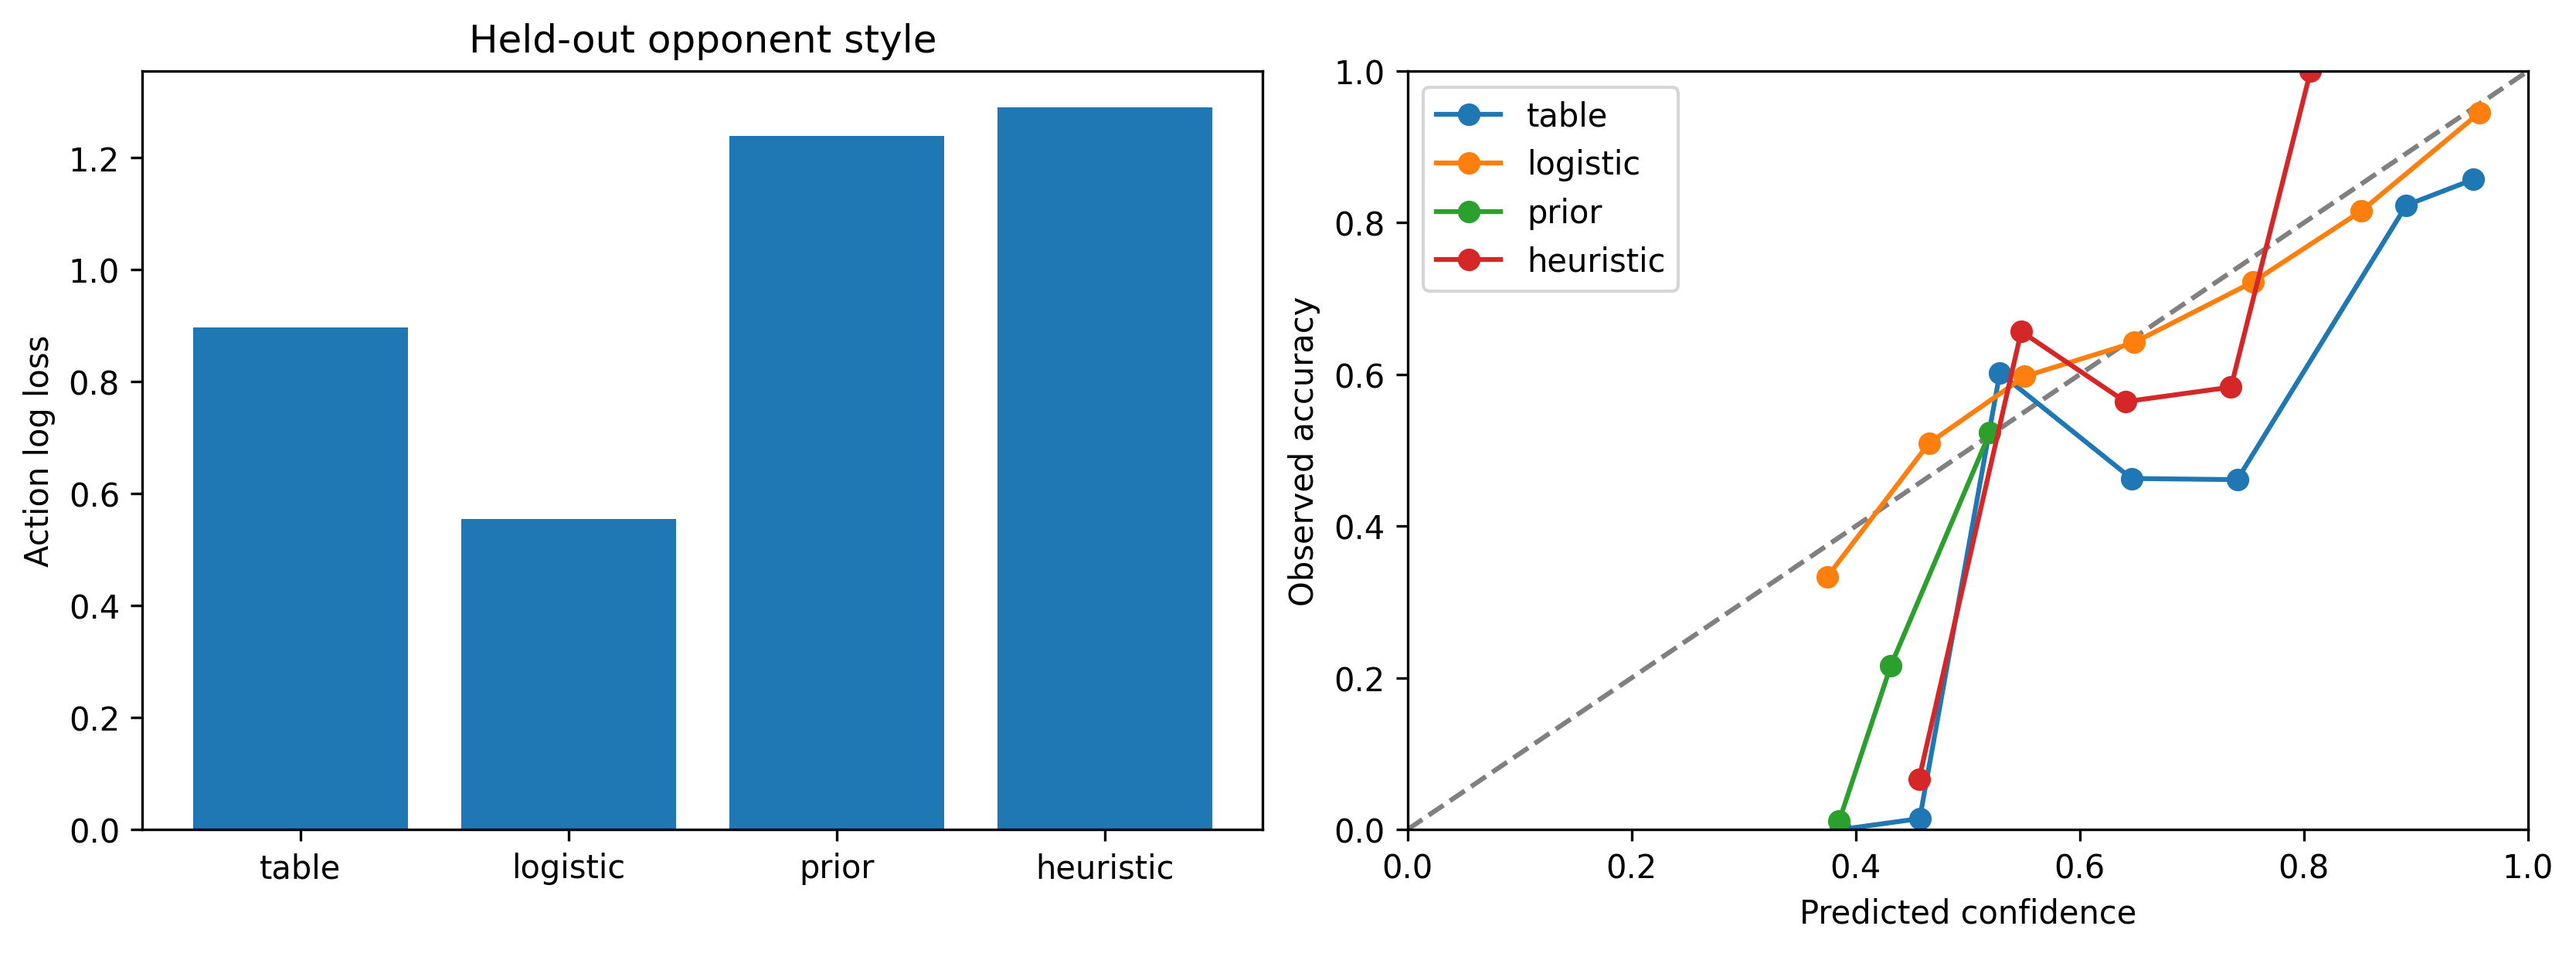 Held-out opponent style
Action log loss
1.2
1.0
0.8
0.6
0.4
0.2
0.0
table
logistic
prior
heuristic
Observed accuracy
1.0
0.8
0.6
0.4
0.2
0.0
table
logistic
prior
heuristic
0.0
0.2
0.4
0.6
0.8
1.0
Predicted confidence